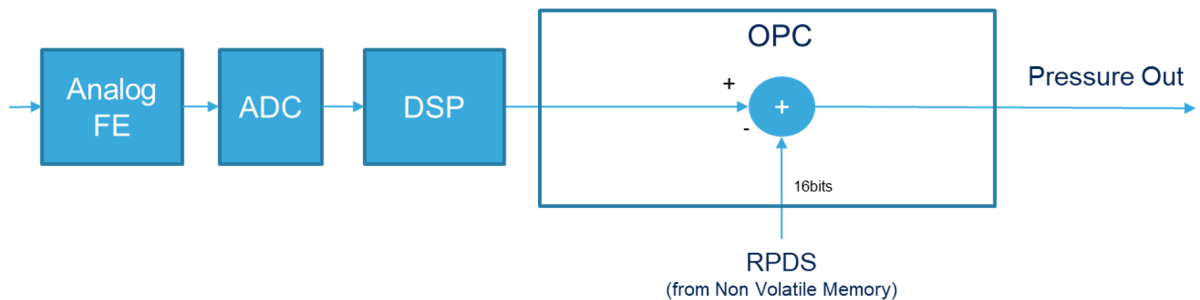 Analog
FE
ADC
DSP
OPC
+
-
+
16bits
RPDS
(from Non Volatile Memory)
Pressure Out